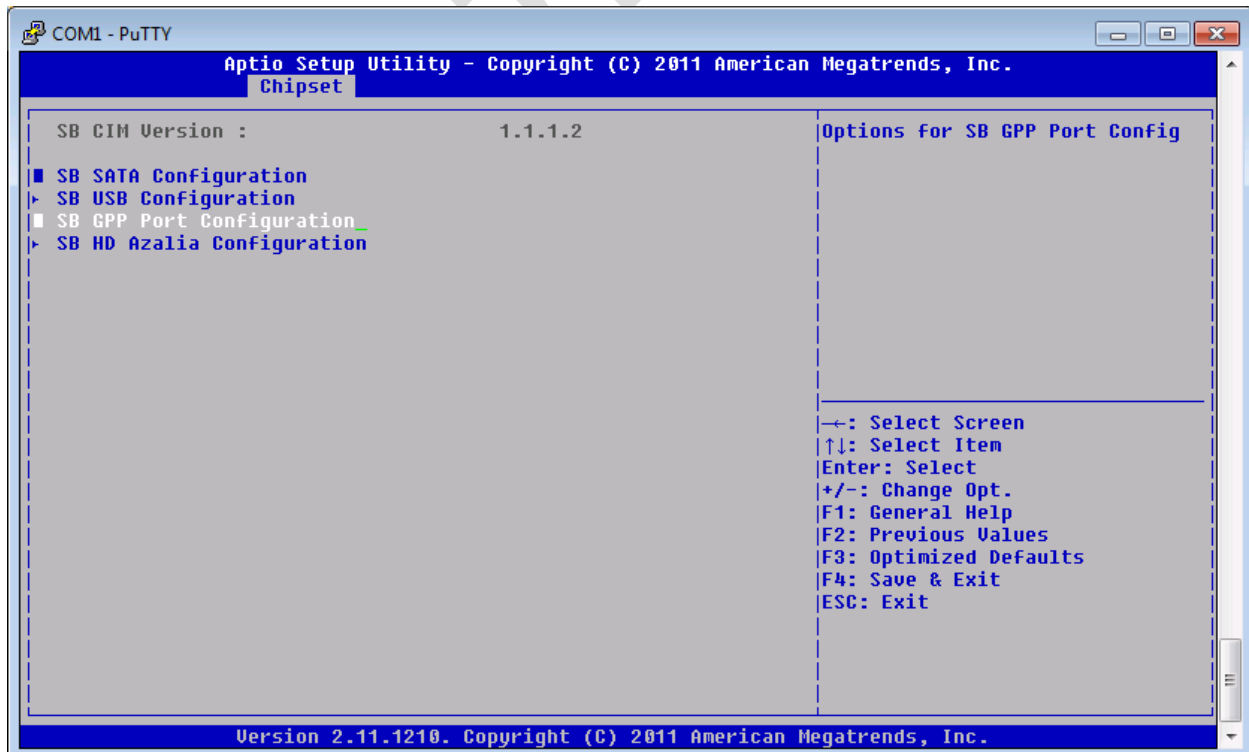 COM1 - PuTTY
Aptio Setup Utility - Copyright (C) 2011 American Megatrends, Inc.
Chipset
SB CIM Version : 1.1.1.2
SB SATA Configuration
SB USB Configuration
SB GPP Port Configuration_
SB HD Azalia Configuration
Options for SB GPP Port Config
→←: Select Screen
↑↓: Select Item
Enter: Select
+/-: Change Opt.
F1: General Help
F2: Previous Values
F3: Optimized Defaults
F4: Save & Exit
ESC: Exit
Version 2.11.1210. Copyright (C) 2011 American Megatrends, Inc.